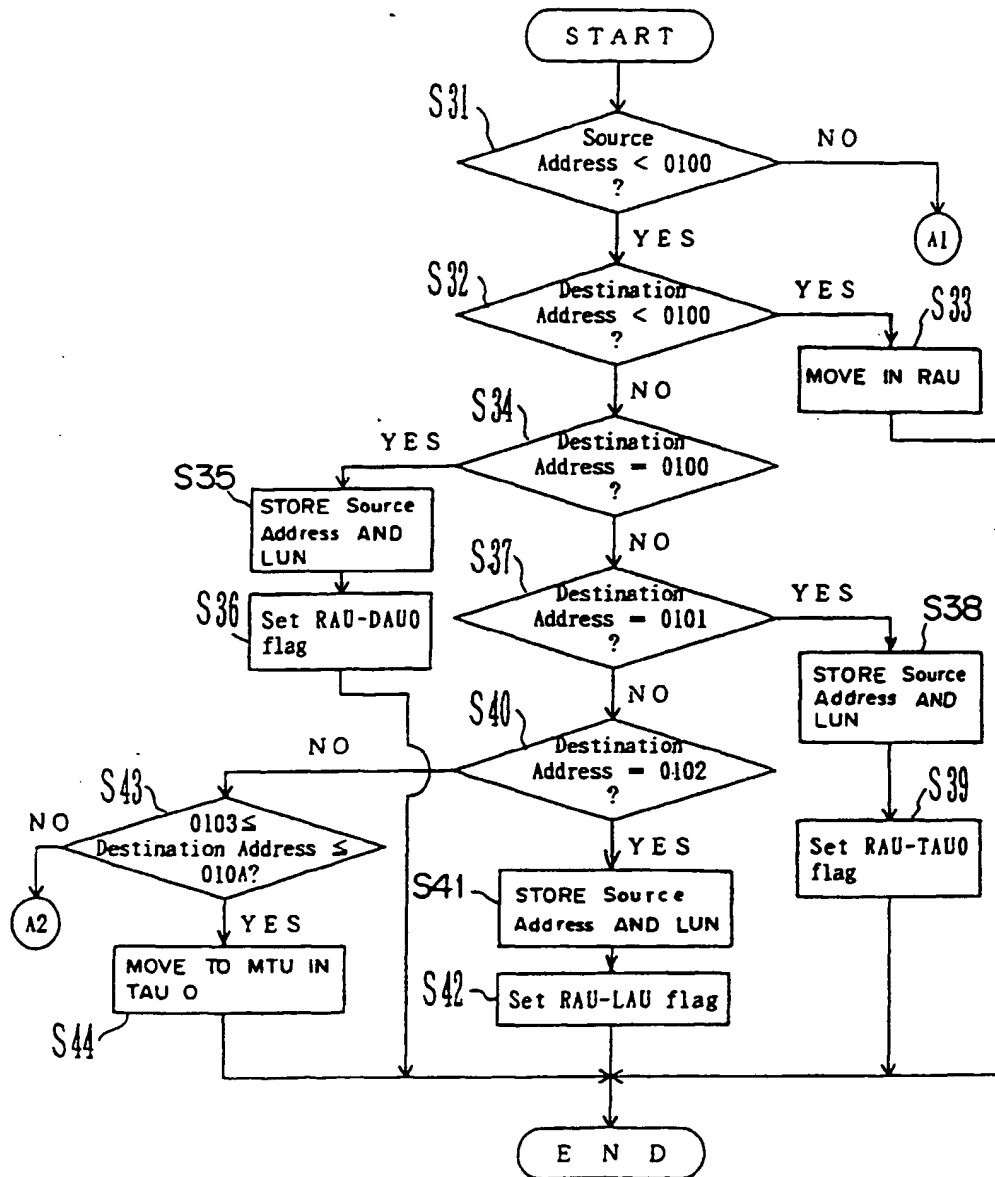 START
S31
Source
Address < 0100
?
NO
A1
YES
S32
Destination
Address < 0100
?
YES
S33
MOVE IN RAU
NO
S34
YES
Destination
Address = 0100
?
S35
STORE Source
Address AND
LUN
NO
S36
Set RAU-DAU0
flag
S37
Destination
Address = 0101
?
YES
S38
STORE Source
Address AND
LUN
NO
S40
NO
Destination
Address = 0102
?
S39
Set RAU-TAU0
flag
S43
NO
0103≤
Destination Address ≤
010A?
A2
YES
YES
S41
STORE Source
Address AND LUN
MOVE TO MTU IN
TAU 0
S44
S42
Set RAU-LAU flag
END